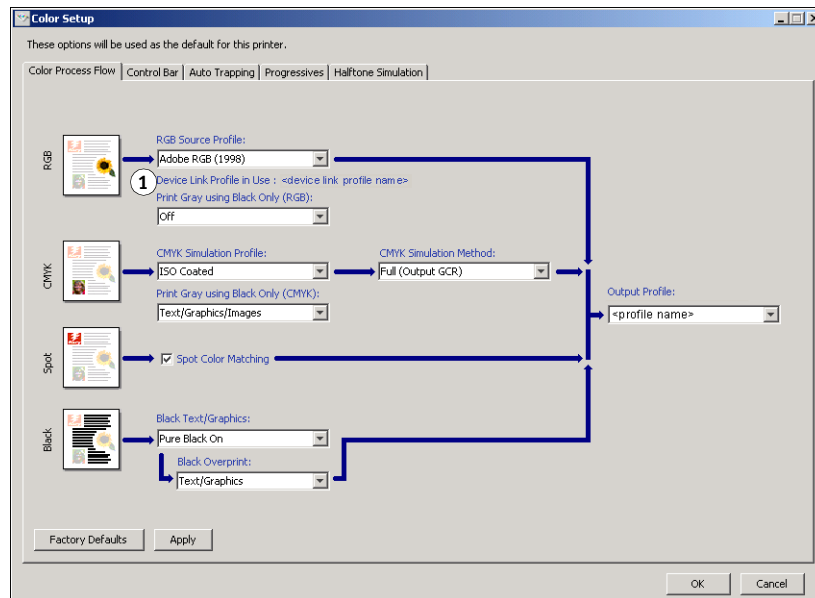 Color Setup
These options will be used as the default for this printer.
Color Process Flow Control Bar Auto Trapping Progressives Halftone Simulation
RGB
RGB Source Profile:
Adobe RGB (1998)
1 Device Link Profile in Use : <device link profile name>
Print Gray using Black Only (RGB):
Off
CMYK
CMYK Simulation Profile:
ISO Coated
CMYK Simulation Method:
Full (Output GCR)
Print Gray using Black Only (CMYK):
Text/Graphics/Images
Output Profile:
<profile name>
Spot
Spot Color Matching
Black
Black Text/Graphics:
Pure Black On
Black Overprint:
Text/Graphics
Factory Defaults Apply
OK Cancel